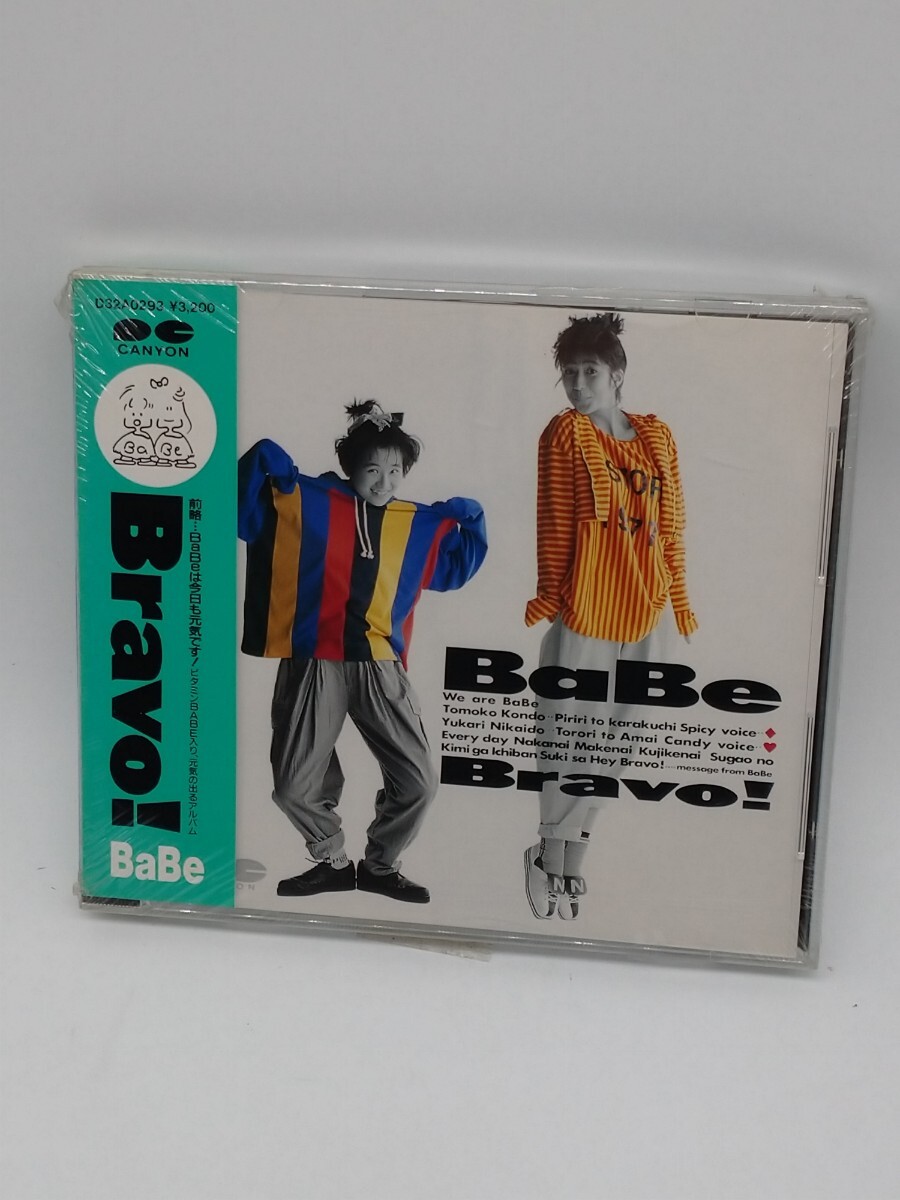 D32A0293 ¥3,200
CANYON
BaBe
Bravo!
前略…BaBeは今日も元気です!
ビタミンBABE入り、元気の出るアルバム
BaBe
BaBe
We are BaBe
Tomoko Kondo…Piriri to karakuchi Spicy voice…♦
Yukari Nikaido…Torori to Amai Candy voice…♥
Every day Nakanai Makenai Kujikenai Sugao no
Kimi ga Ichiban Suki sa Hey Bravo!....message from BaBe
Bravo!
NN